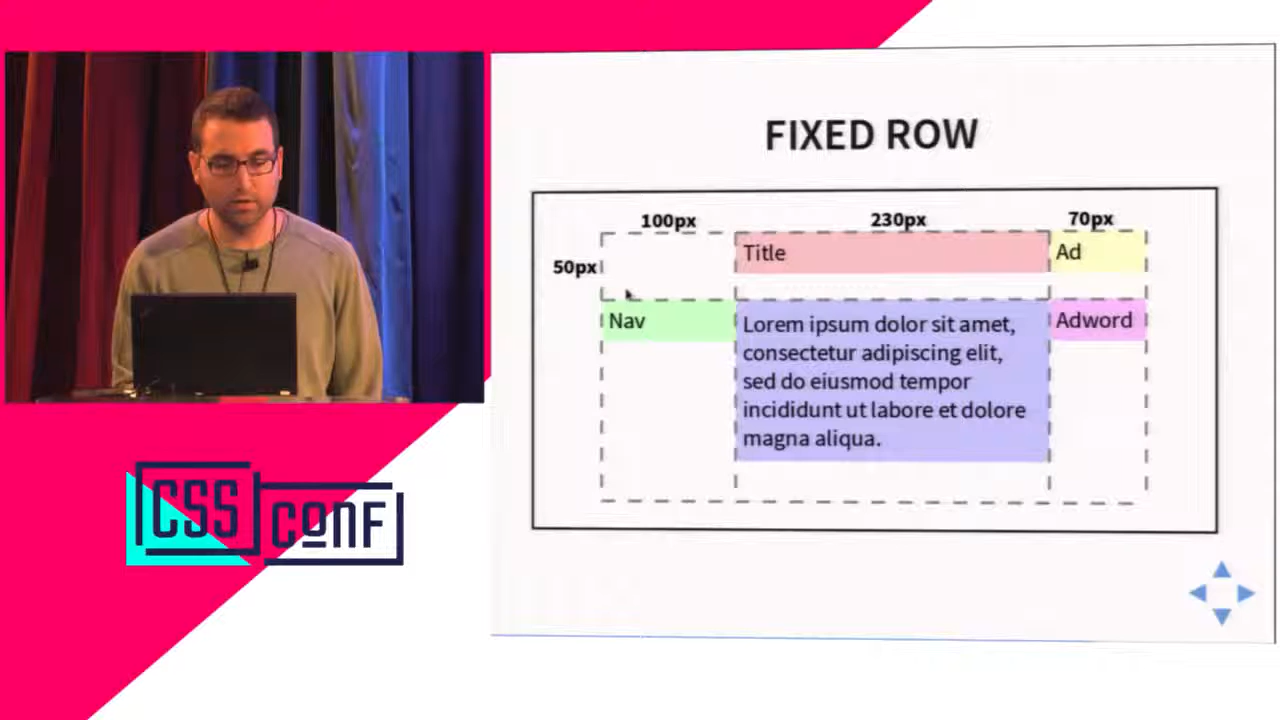 FIXED ROW
100px
230px
70px
50px
Title
Ad
Nav
Lorem ipsum dolor sit amet,
consectetur adipiscing elit,
sed do eiusmod tempor
incididunt ut labore et dolore
magna aliqua.
Adword
CSS
CONF